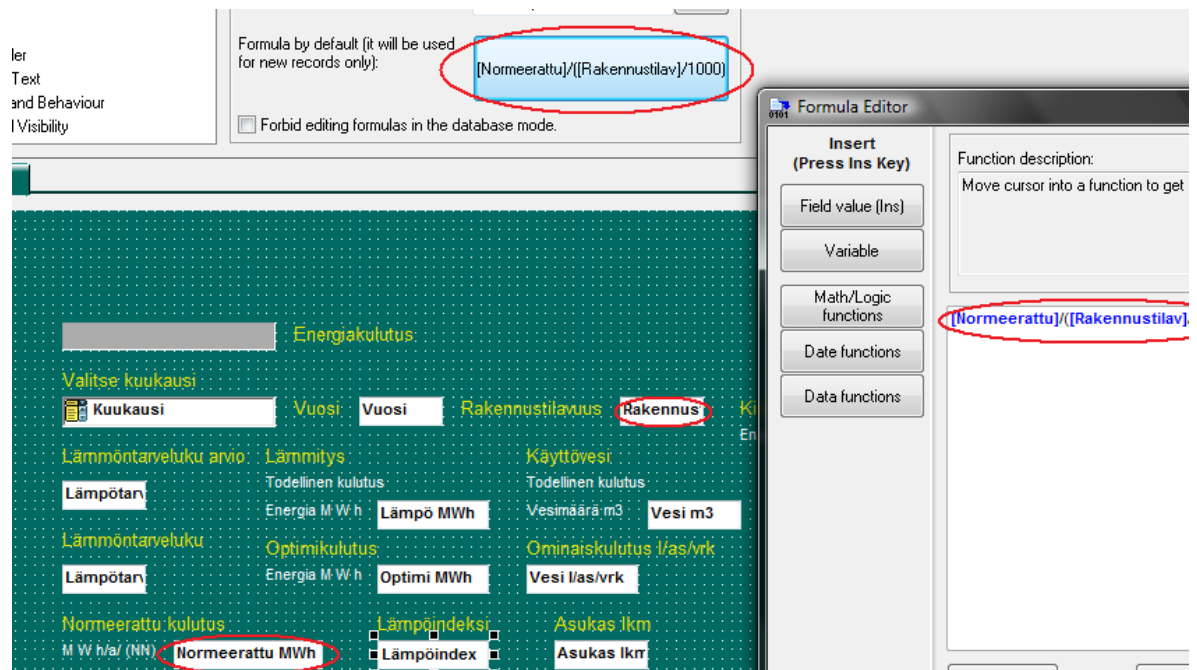 ler
Text
and Behaviour
Visibility
Formula by default (it will be used
for new records only):
[Normeerattu]/([Rakennustilav]/1000)
Forbid editing formulas in the database mode.
Formula Editor
Insert
(Press Ins Key)
Field value (Ins)
Variable
Math/Logic
functions
Date functions
Data functions
Function description:
Move cursor into a function to get
[Normeerattu]/([Rakennustilav]
Energiakulutus
Valitse kuukausi
Kuukausi
Vuosi
Vuosi
Rakennustilavuus
Rakennus
Ki
En
Lämmöntarveluku arvio
Lämpötarv
Lämmitys
Todellinen kulutus
Energia M W h
Lämpö MWh
Käyttövesi
Todellinen kulutus
Vesimäärä m3
Vesi m3
Lämmöntarveluku
Lämpötarv
Optimikulutus
Energia M W h
Optimi MWh
Ominaiskulutus l/as/vrk
Vesi l/as/vrk
Normeerattu kulutus
M W h/a/ (NN)
Normeerattu MWh
Lämpöindeksi
Lämpöindex
Asukas lkm
Asukas lkm